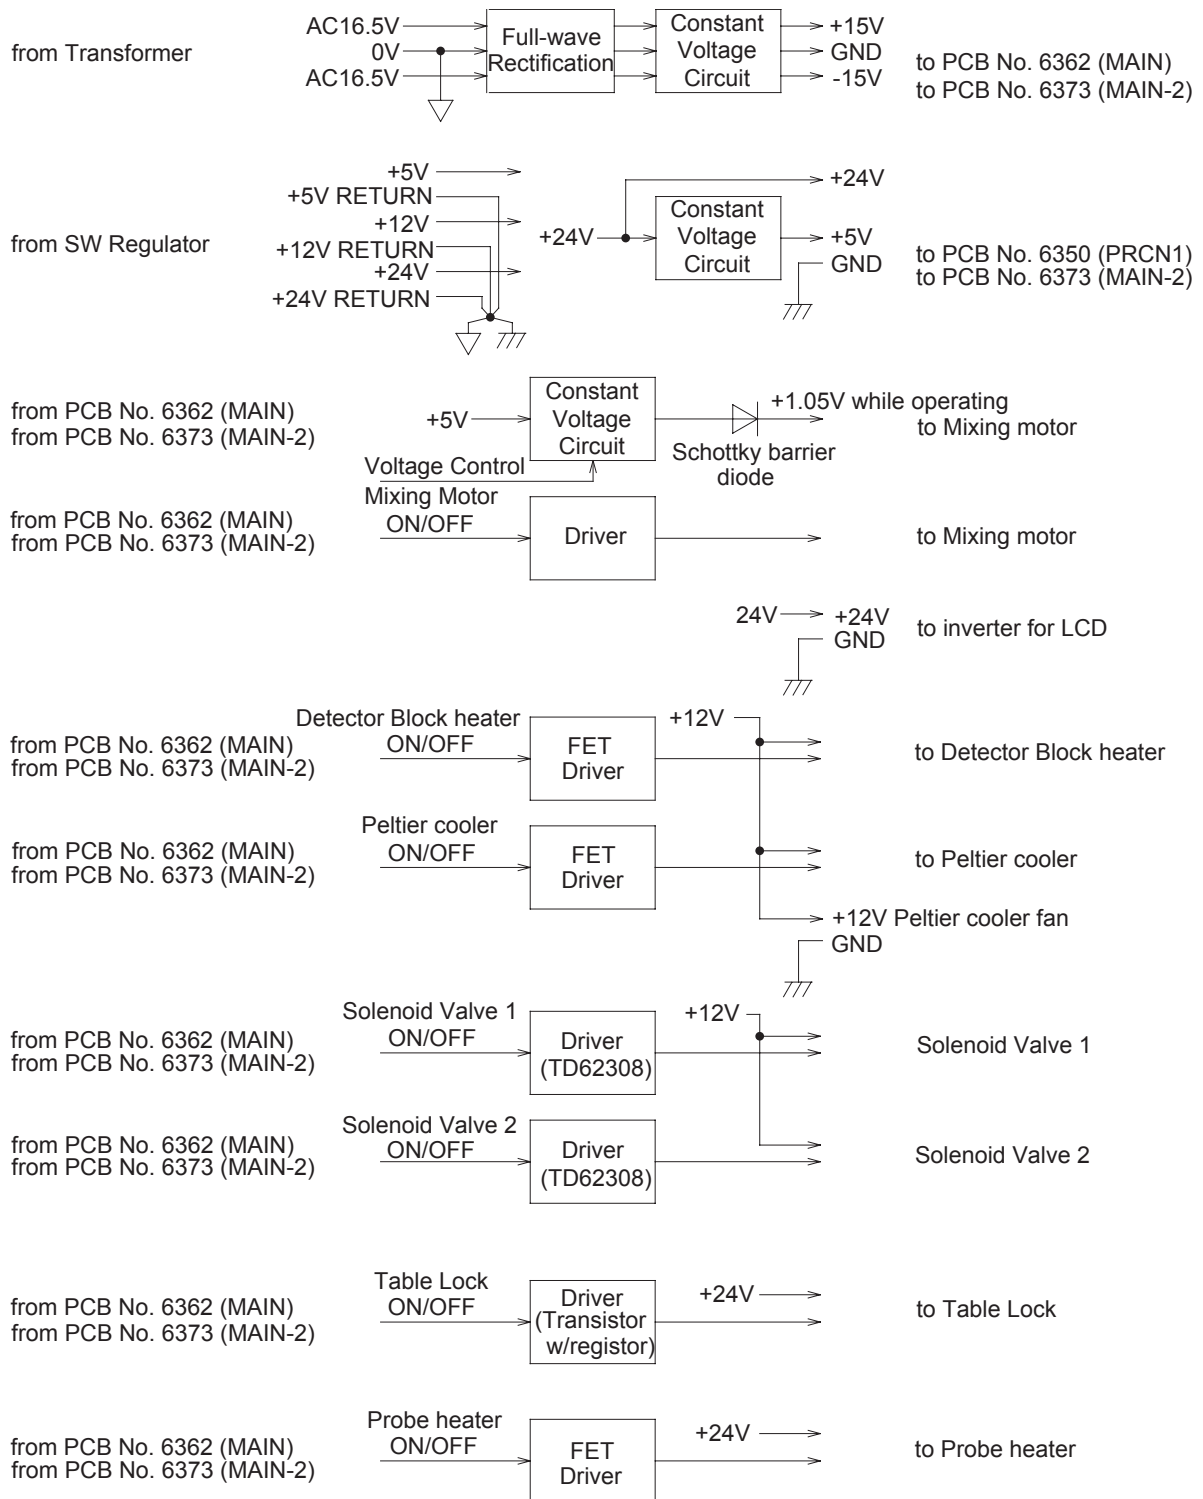 from Transformer
AC16.5V
0V
AC16.5V
Full-wave
Rectification
Constant
Voltage
Circuit
+15V
GND
-15V
to PCB No. 6362 (MAIN)
to PCB No. 6373 (MAIN-2)
from SW Regulator
+5V
+5V RETURN
+12V
+12V RETURN
+24V
+24V RETURN
+24V
Constant
Voltage
Circuit
+24V
+5V
GND
to PCB No. 6350 (PRCN1)
to PCB No. 6373 (MAIN-2)
from PCB No. 6362 (MAIN)
from PCB No. 6373 (MAIN-2)
+5V
Voltage Control
Constant
Voltage
Circuit
Schottky barrier
diode
+1.05V while operating
to Mixing motor
from PCB No. 6362 (MAIN)
from PCB No. 6373 (MAIN-2)
Mixing Motor
ON/OFF
Driver
to Mixing motor
24V
+24V
GND
to inverter for LCD
from PCB No. 6362 (MAIN)
from PCB No. 6373 (MAIN-2)
Detector Block heater
ON/OFF
FET
Driver
+12V
to Detector Block heater
from PCB No. 6362 (MAIN)
from PCB No. 6373 (MAIN-2)
Peltier cooler
ON/OFF
FET
Driver
to Peltier cooler
+12V Peltier cooler fan
GND
from PCB No. 6362 (MAIN)
from PCB No. 6373 (MAIN-2)
Solenoid Valve 1
ON/OFF
Driver
(TD62308)
+12V
Solenoid Valve 1
from PCB No. 6362 (MAIN)
from PCB No. 6373 (MAIN-2)
Solenoid Valve 2
ON/OFF
Driver
(TD62308)
Solenoid Valve 2
from PCB No. 6362 (MAIN)
from PCB No. 6373 (MAIN-2)
Table Lock
ON/OFF
Driver
(Transistor
w/registor)
+24V
to Table Lock
from PCB No. 6362 (MAIN)
from PCB No. 6373 (MAIN-2)
Probe heater
ON/OFF
FET
Driver
+24V
to Probe heater